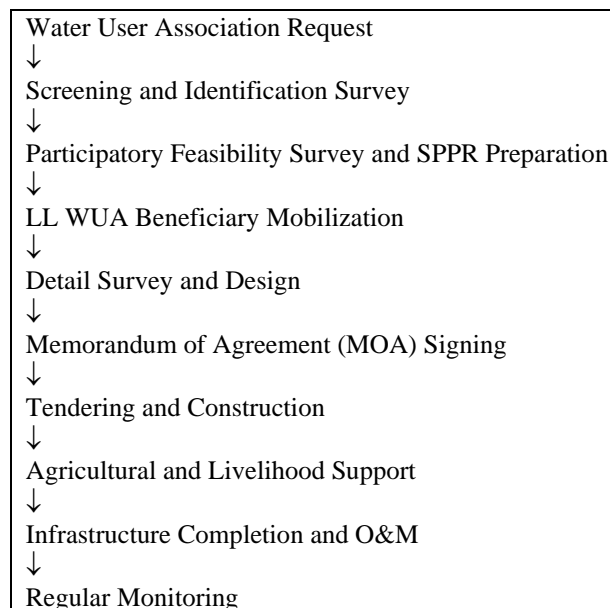 Water User Association Request
↓
Screening and Identification Survey
↓
Participatory Feasibility Survey and SPPR Preparation
↓
LL WUA Beneficiary Mobilization
↓
Detail Survey and Design
↓
Memorandum of Agreement (MOA) Signing
↓
Tendering and Construction
↓
Agricultural and Livelihood Support
↓
Infrastructure Completion and O&M
↓
Regular Monitoring